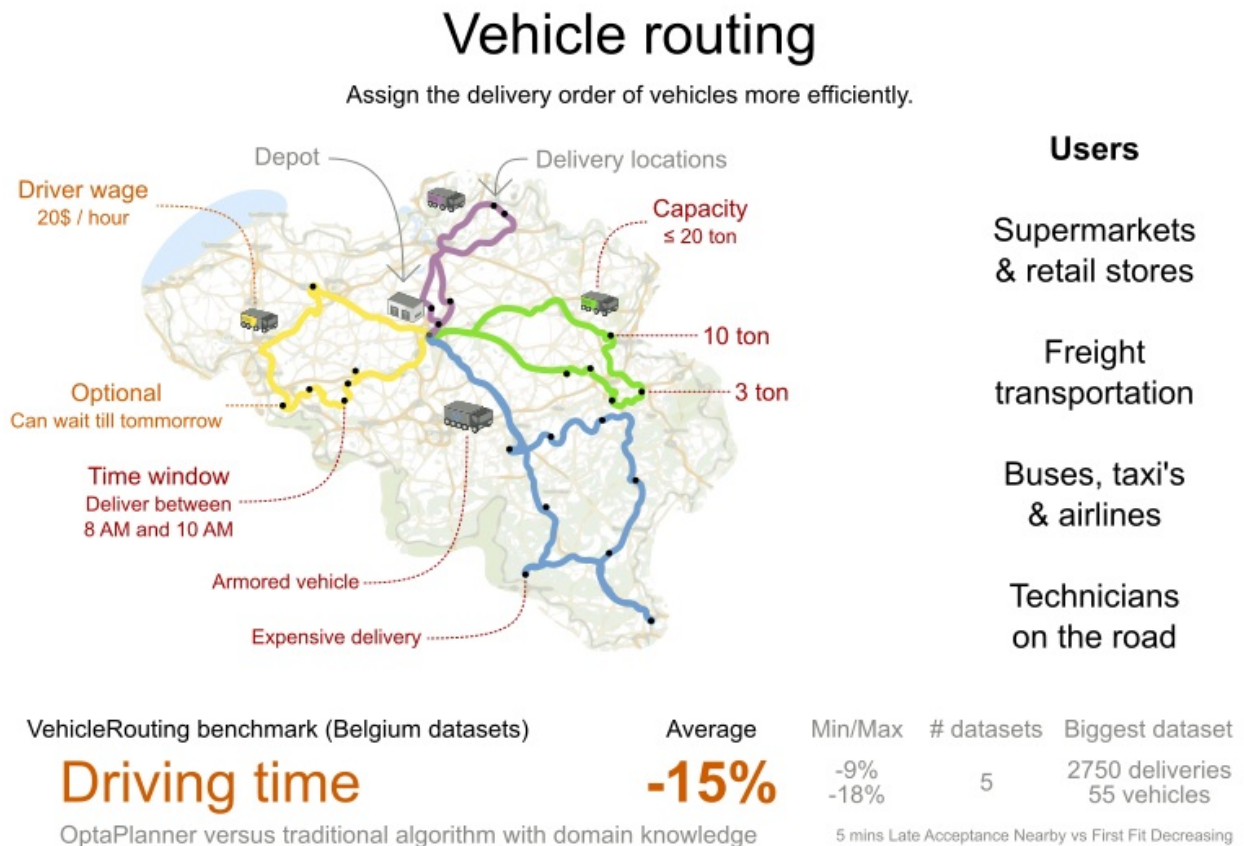 Vehicle routing
Assign the delivery order of vehicles more efficiently.
Depot
Delivery locations
Users
Driver wage
20$ / hour
Capacity
≤ 20 ton
Supermarkets
& retail stores
10 ton
Freight
transportation
3 ton
Optional
Can wait till tommorrow
Time window
Deliver between
8 AM and 10 AM
Buses, taxi's
& airlines
Armored vehicle
Expensive delivery
Technicians
on the road
VehicleRouting benchmark (Belgium datasets)
Average
Min/Max
# datasets
Biggest dataset
Driving time
-15%
-9%
-18%
5
2750 deliveries
55 vehicles
OptaPlanner versus traditional algorithm with domain knowledge
5 mins Late Acceptance Nearby vs First Fit Decreasing